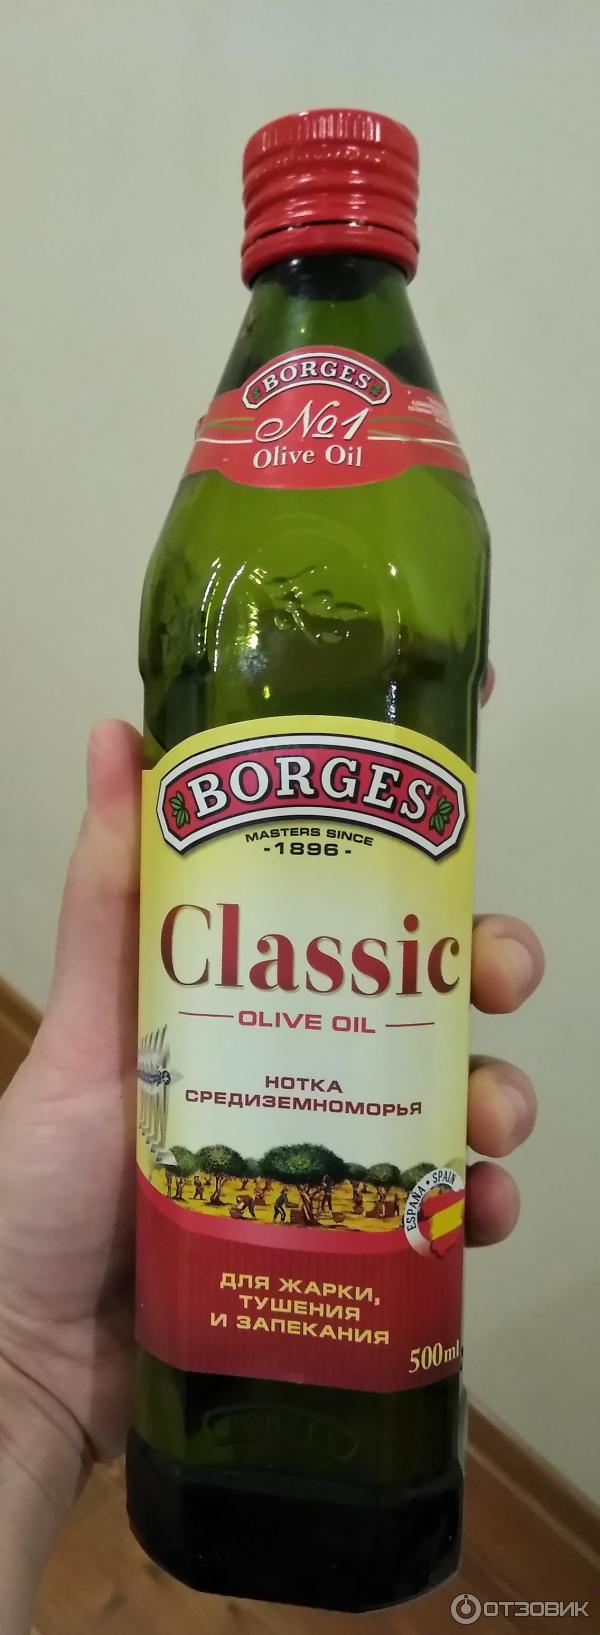 BORGES
№1
Olive Oil
BORGES
MASTERS SINCE
-1896-
Classic
OLIVE OIL
НОТКА
СРЕДИЗЕМНОМОРЬЯ
ESPAÑA • SPAIN
ДЛЯ ЖАРКИ,
ТУШЕНИЯ
И ЗАПЕКАНИЯ
500ml
BORGES
ОТЗОВИК